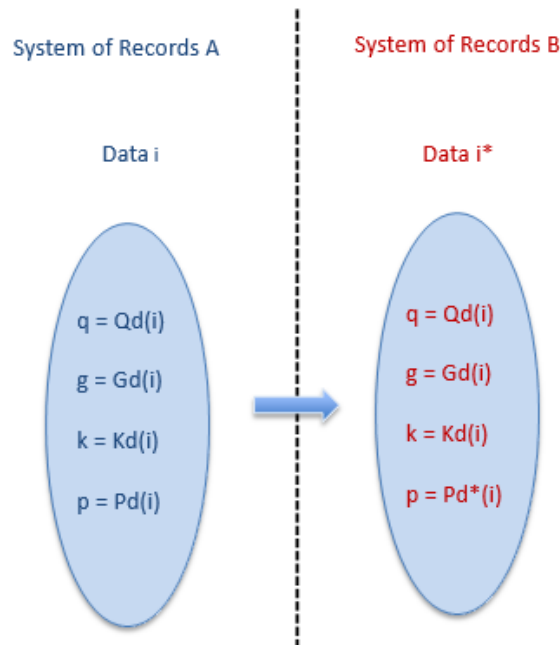 System of Records A
Data i
q = Qd(i)
g = Gd(i)
k = Kd(i)
p = Pd(i)
System of Records B
Data i*
q = Qd(i)
g = Gd(i)
k = Kd(i)
p = Pd*(i)